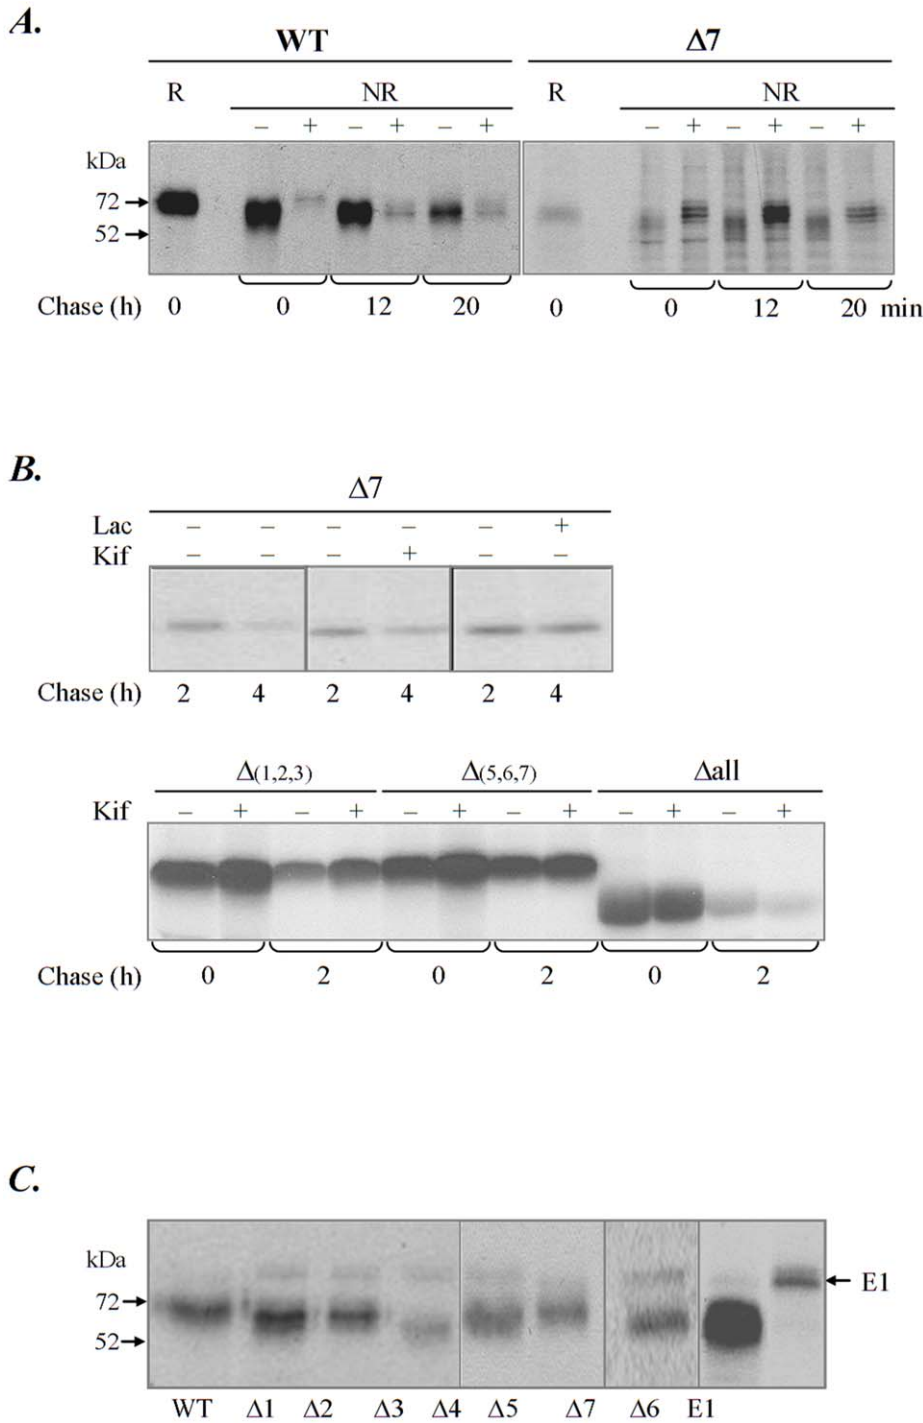 A.
WT Δ7
R NR R NR
– + – + – + – + – + – +
kDa
72
52
Chase (h) 0 0 12 20 0 0 12 20 min
B.
Δ7
Lac – – – – – +
Kif – – – + – –
Chase (h) 2 4 2 4 2 4
Δ(1,2,3) Δ(5,6,7) Δall
Kif – + – + – + – + – + – +
Chase (h) 0 2 0 2 0 2
C.
kDa
72
52
E1
WT Δ1 Δ2 Δ3 Δ4 Δ5 Δ7 Δ6 E1